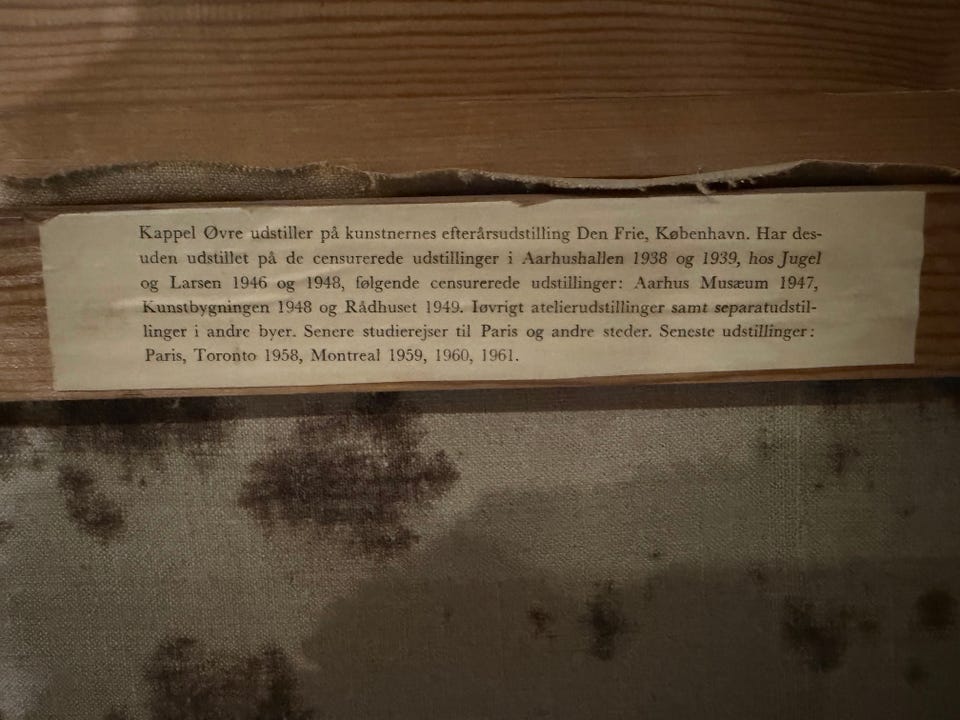 Kappel Øvre udstiller på kunstnernes efterårsudstilling Den Frie, København. Har des-
uden udstillet på de censurerede udstillinger i Aarhushallen 1938 og 1939, hos Jugel
og Larsen 1946 og 1948, følgende censurerede udstillinger: Aarhus Musæum 1947,
Kunstbygningen 1948 og Rådhuset 1949. Iøvrigt atelierudstillinger samt separatudstil-
linger i andre byer. Senere studierejser til Paris og andre steder. Seneste udstillinger:
Paris, Toronto 1958, Montreal 1959, 1960, 1961.